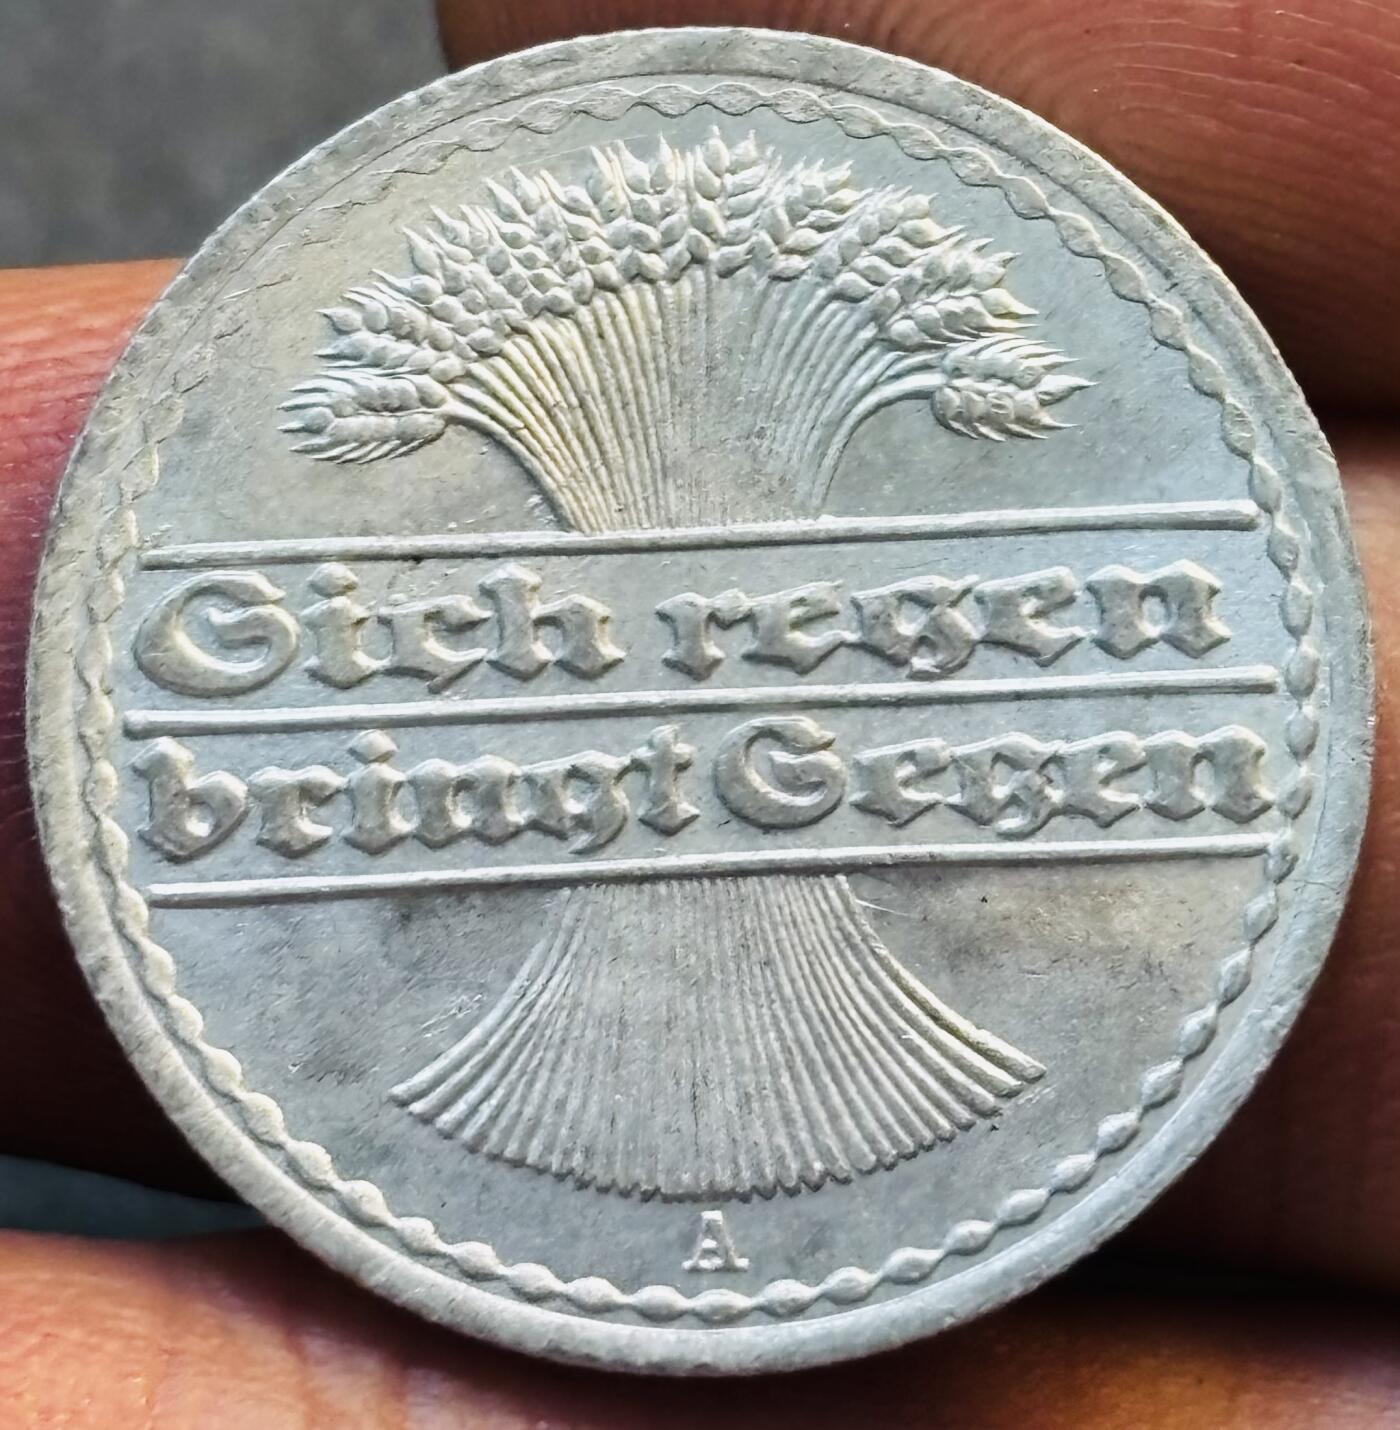 Sich regen
bringt Segen
A